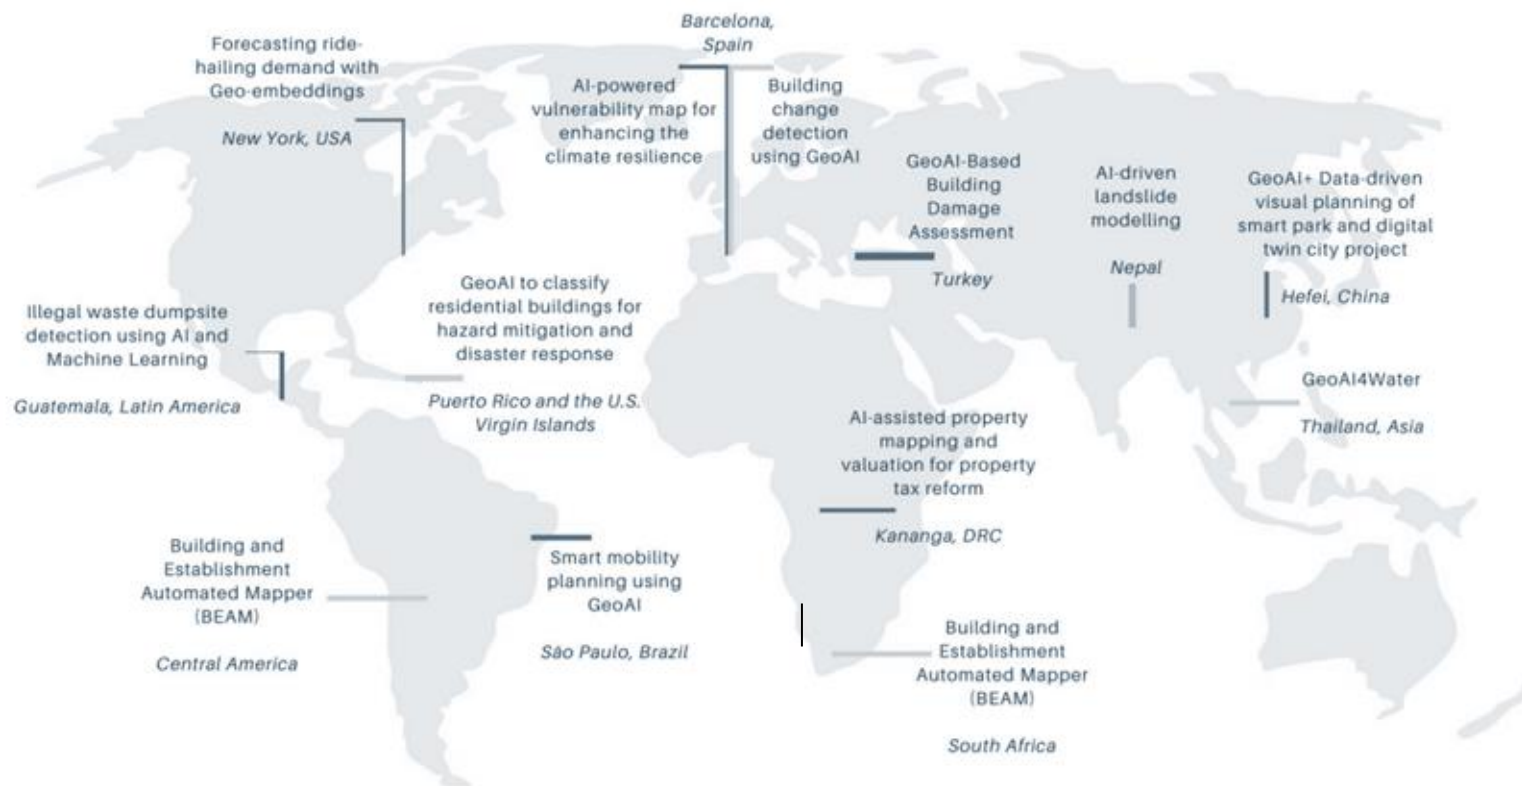 Barcelona,
Spain
Forecasting ride-
hailing demand with
Geo-embeddings
New York, USA
AI-powered
vulnerability map for
enhancing the
climate resilience
Building
change
detection
using GeoAI
GeoAI-Based
Building
Damage
Assessment
Turkey
AI-driven
landslide
modelling
Nepal
GeoAI+ Data-driven
visual planning of
smart park and digital
twin city project
Hefei, China
Illegal waste dumpsite
detection using AI and
Machine Learning
Guatemala, Latin America
GeoAI to classify
residential buildings for
hazard mitigation and
disaster response
Puerto Rico and the U.S.
Virgin Islands
GeoAI4Water
Thailand, Asia
AI-assisted property
mapping and
valuation for property
tax reform
Kananga, DRC
Building and
Establishment
Automated Mapper
(BEAM)
Central America
Smart mobility
planning using
GeoAI
São Paulo, Brazil
Building and
Establishment
Automated Mapper
(BEAM)
South Africa